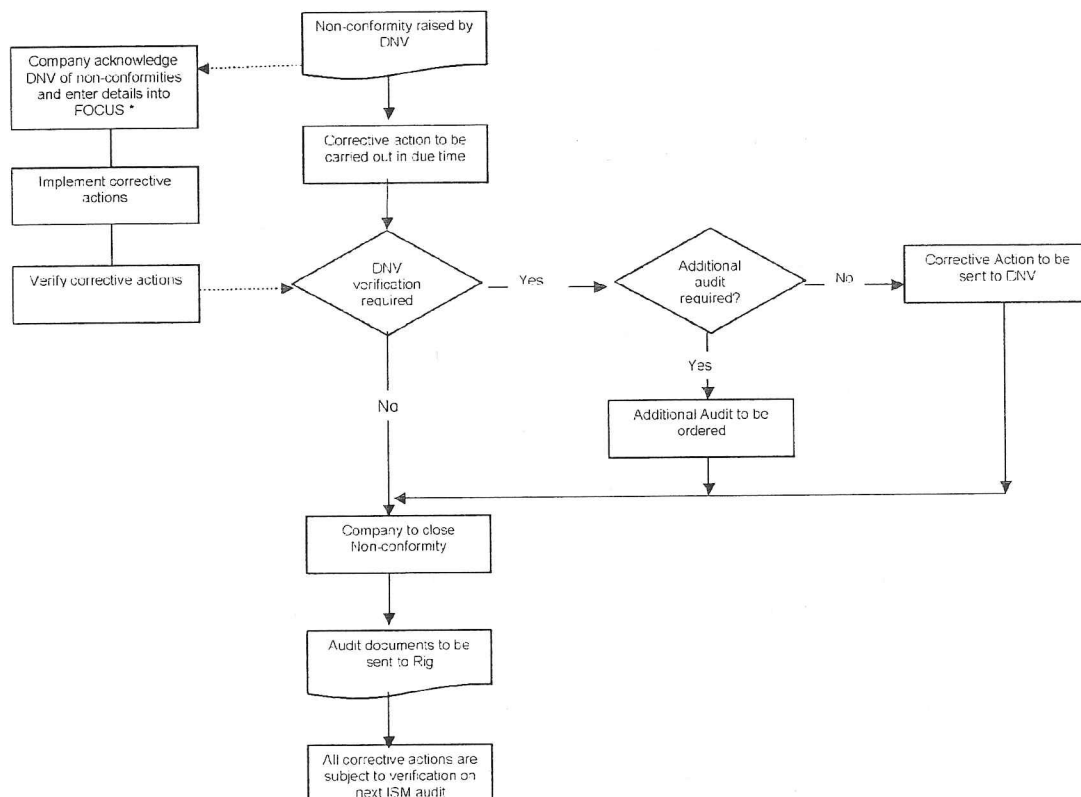 Non-conformity raised by
DNV
Company acknowledge
DNV of non-conformities
and enter details into
FOCUS *
Corrective action to be
carried out in due time
Implement corrective
actions
Verify corrective actions
DNV
verification
required
Yes
Additional
audit
required?
No
Corrective Action to be
sent to DNV
Yes
No
Additional Audit to be
ordered
Company to close
Non-conformity
Audit documents to be
sent to Rig
All corrective actions are
subject to verification on
next ISM audit